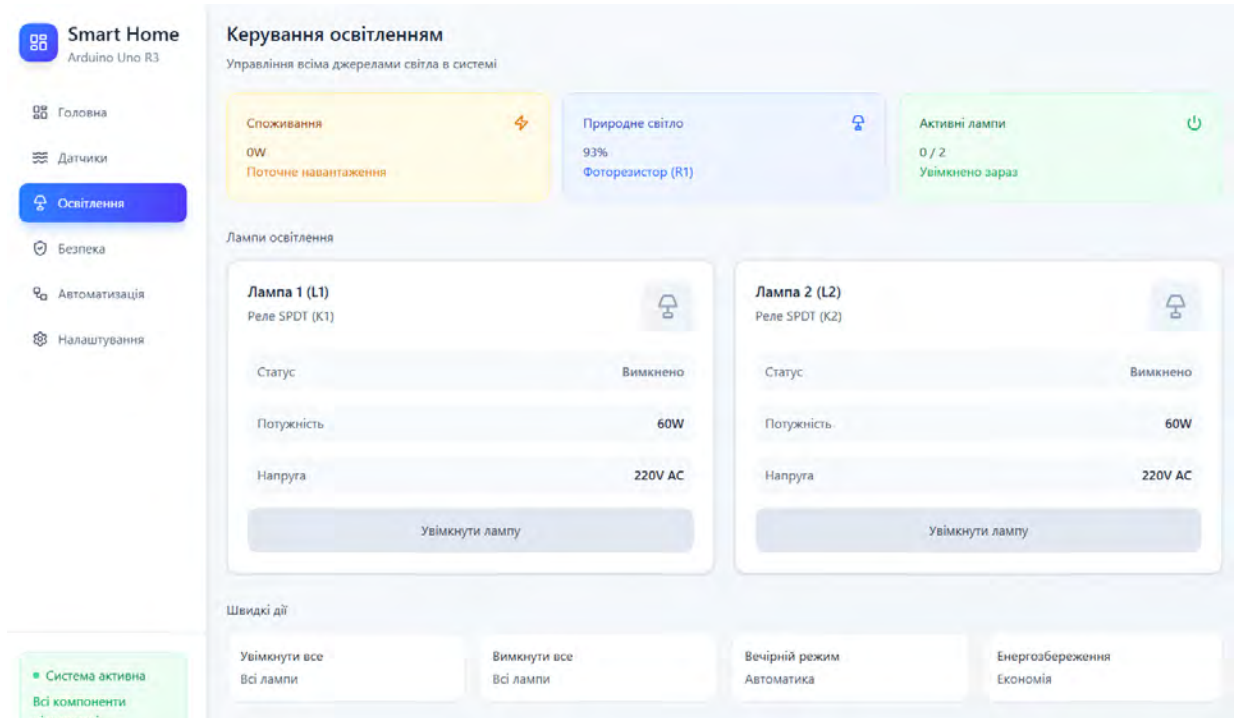 Smart Home
Arduino Uno R3
Головна
Датчики
Освітлення
Безпека
Автоматизація
Налаштування
Система активна
Всі компоненти
Керування освітленням
Управління всіма джерелами світла в системі
Споживання
0W
Поточне навантаження
Природне світло
93%
Фоторезистор (R1)
Активні лампи
0 / 2
Увімкнено зараз
Лампи освітлення
Лампа 1 (L1)
Реле SPDT (K1)
Статус Вимкнено
Потужність 60W
Напруга 220V AC
Увімкнути лампу
Лампа 2 (L2)
Реле SPDT (K2)
Статус Вимкнено
Потужність 60W
Напруга 220V AC
Увімкнути лампу
Швидкі дії
Увімкнути все
Всі лампи
Вимкнути все
Всі лампи
Вечірній режим
Автоматика
Енергозбереження
Економія